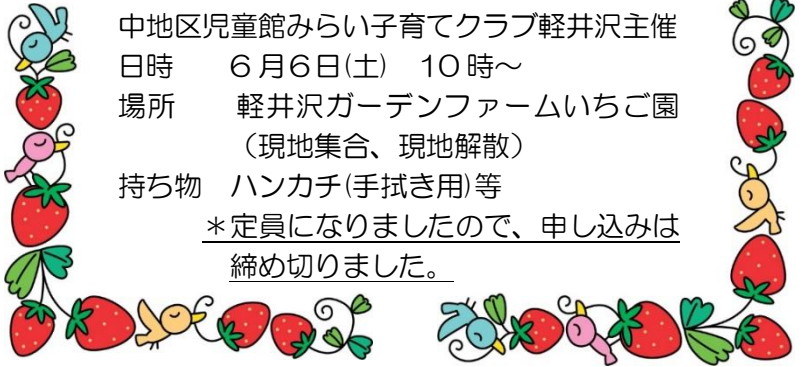 中地区児童館みらい子育てクラブ軽井沢主催
日時　　６月６日(土)　１０時～
場所　　軽井沢ガーデンファームいちご園
（現地集合、現地解散）
持ち物　ハンカチ(手拭き用)等
＊定員になりましたので、申し込みは
締め切りました。